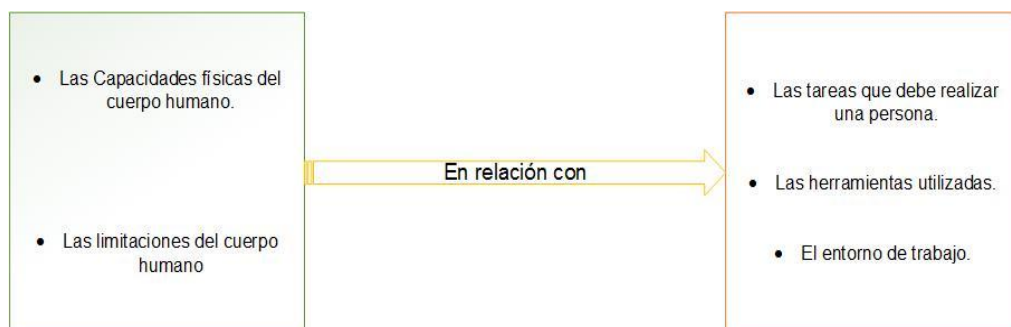 • Las Capacidades físicas del
cuerpo humano.
• Las limitaciones del cuerpo
humano
En relación con
• Las tareas que debe realizar
una persona.
• Las herramientas utilizadas.
• El entorno de trabajo.